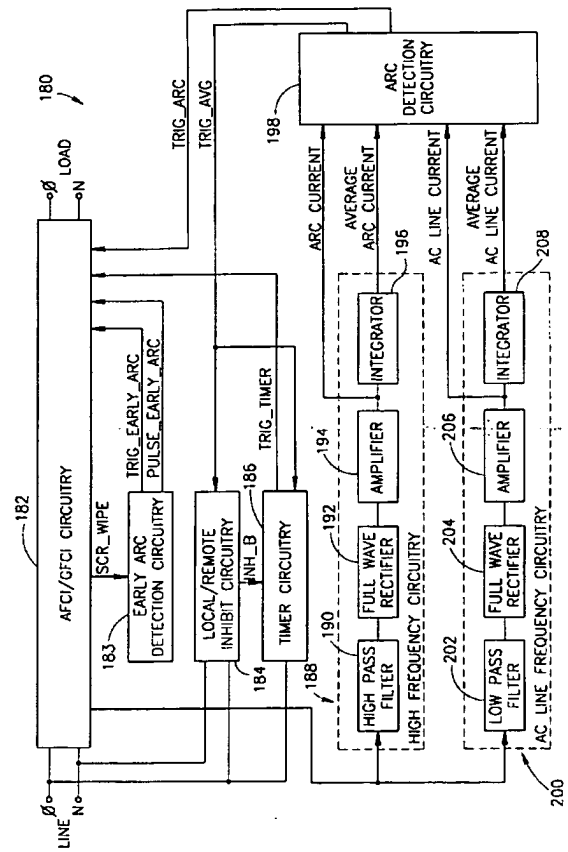 180
182
AFCI/GFCI CIRCUITRY
LINE
Ø
N
Ø
N
LOAD
SCR_WIPE
TRIG_EARLY_ARC
PULSE_EARLY_ARC
TRIG_ARC
TRIG_AVG
183
EARLY ARC
DETECTION CIRCUITRY
LOCAL/REMOTE
INHIBIT CIRCUITRY
184
INH_B
186
TIMER CIRCUITRY
TRIG_TIMER
188
190
HIGH PASS
FILTER
192
FULL WAVE
RECTIFIER
194
AMPLIFIER
INTEGRATOR
196
HIGH FREQUENCY CIRCUITRY
ARC CURRENT
AVERAGE
ARC CURRENT
AC LINE CURRENT
AVERAGE
AC LINE CURRENT
198
ARC
DETECTION
CIRCUITRY
200
202
LOW PASS
FILTER
204
FULL WAVE
RECTIFIER
206
AMPLIFIER
INTEGRATOR
208
AC LINE FREQUENCY CIRCUITRY